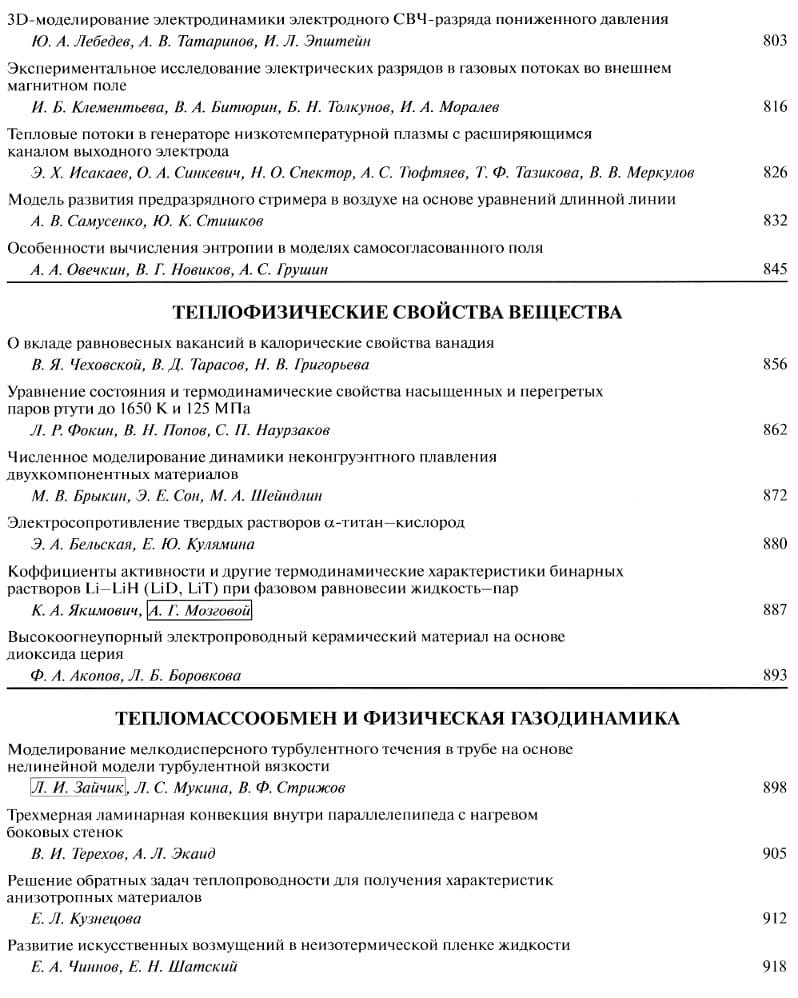 3D-моделирование электродинамики электродного СВЧ-разряда пониженного давления
Ю. А. Лебедев, А. В. Татаринов, И. Л. Эпштейн 803
Экспериментальное исследование электрических разрядов в газовых потоках во внешнем
магнитном поле
И. Б. Клементьева, В. А. Битюрин, Б. Н. Толкунов, И. А. Моралев 816
Тепловые потоки в генераторе низкотемпературной плазмы с расширяющимся
каналом выходного электрода
Э. Х. Исакаев, О. А. Синкевич, Н. О. Спектор, А. С. Тюфтяев, Т. Ф. Тазикова, В. В. Меркулов 826
Модель развития предразрядного стримера в воздухе на основе уравнений длинной линии
А. В. Самусенко, Ю. К. Стишков 832
Особенности вычисления энтропии в моделях самосогласованного поля
А. А. Овечкин, В. Г. Новиков, А. С. Грушин 845
ТЕПЛОФИЗИЧЕСКИЕ СВОЙСТВА ВЕЩЕСТВА
О вкладе равновесных вакансий в калорические свойства ванадия
В. Я. Чеховской, В. Д. Тарасов, Н. В. Григорьева 856
Уравнение состояния и термодинамические свойства насыщенных и перегретых
паров ртути до 1650 К и 125 МПа
Л. Р. Фокин, В. Н. Попов, С. П. Наурзаков 862
Численное моделирование динамики неконгруэнтного плавления
двухкомпонентных материалов
М. В. Брыкин, Э. Е. Сон, М. А. Шейндлин 872
Электросопротивление твердых растворов α-титан–кислород
Э. А. Бельская, Е. Ю. Кулямина 880
Коффициенты активности и другие термодинамические характеристики бинарных
растворов Li–LiH (LiD, LiT) при фазовом равновесии жидкость–пар
К. А. Якимович, А. Г. Мозговой 887
Высокоогнеупорный электропроводный керамический материал на основе
диоксида церия
Ф. А. Акопов, Л. Б. Боровкова 893
ТЕПЛОМАССООБМЕН И ФИЗИЧЕСКАЯ ГАЗОДИНАМИКА
Моделирование мелкодисперсного турбулентного течения в трубе на основе
нелинейной модели турбулентной вязкости
Л. И. Зайчик, Л. С. Мукина, В. Ф. Стрижов 898
Трехмерная ламинарная конвекция внутри параллелепипеда с нагревом
боковых стенок
В. И. Терехов, А. Л. Экаид 905
Решение обратных задач теплопроводности для получения характеристик
анизотропных материалов
Е. Л. Кузнецова 912
Развитие искусственных возмущений в неизотермической пленке жидкости
Е. А. Чиннов, Е. Н. Шатский 918